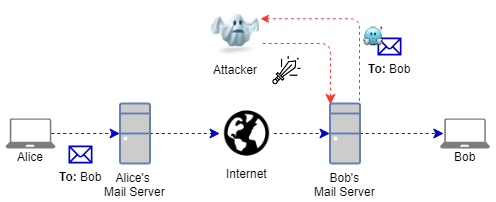 Attacker
To: Bob
Alice
To: Bob
Alice's
Mail Server
Internet
Bob's
Mail Server
Bob